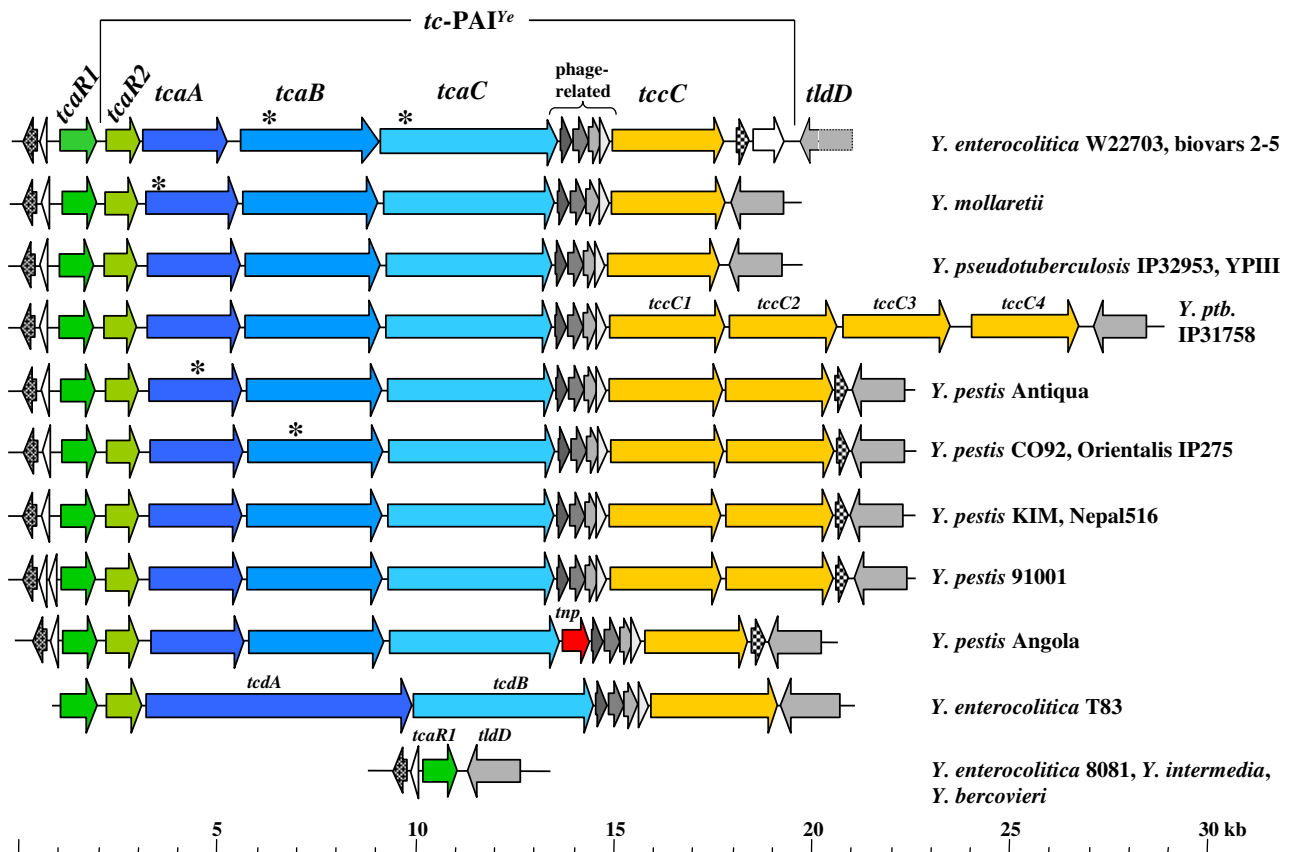 tc-PAIYe
tcaR1 tcaR2 tcaA tcaB tcaC phage-related tccC tldD
* *
Y. enterocolitica W22703, biovars 2-5
*
Y. mollaretii
Y. pseudotuberculosis IP32953, YPIII
tccC1 tccC2 tccC3 tccC4
Y. ptb.
IP31758
*
Y. pestis Antiqua
*
Y. pestis CO92, Orientalis IP275
Y. pestis KIM, Nepal516
Y. pestis 91001
tnp
Y. pestis Angola
tcdA tcdB
Y. enterocolitica T83
tcaR1 tldD
Y. enterocolitica 8081, Y. intermedia,
Y. bercovieri
5 10 15 20 25 30 kb